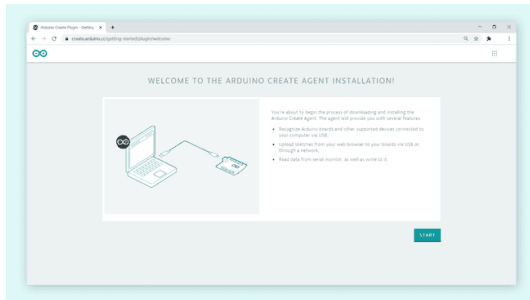 Arduino Create Plugin - Getting
create.arduino.cc/getting-started/plugin/welcome
WELCOME TO THE ARDUINO CREATE AGENT INSTALLATION!
You're about to begin the process of downloading and installing the
Arduino Create Agent. The agent will provide you with several features
Recognize Arduino boards and other supported devices connected to
your computer via USB.
Upload sketches from your web browser to your boards via USB or
through a network.
Read data from serial monitor, as well as write to it.
START